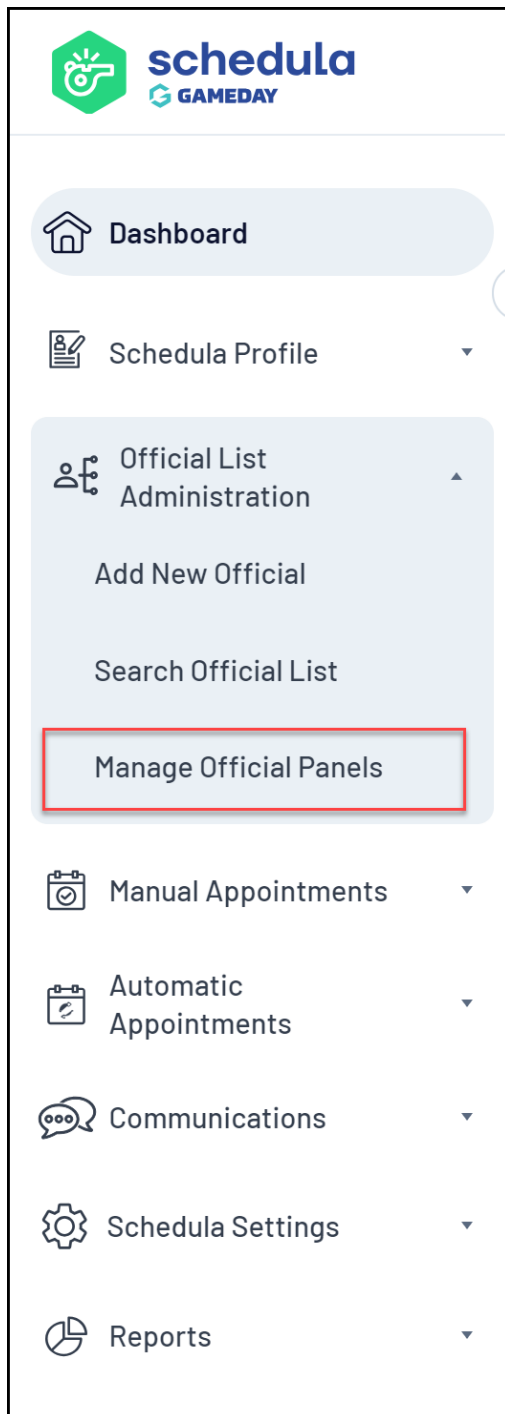 schedula
GAMEDAY
Dashboard
Schedula Profile
Official List
Administration
Add New Official
Search Official List
Manage Official Panels
Manual Appointments
Automatic
Appointments
Communications
Schedula Settings
Reports